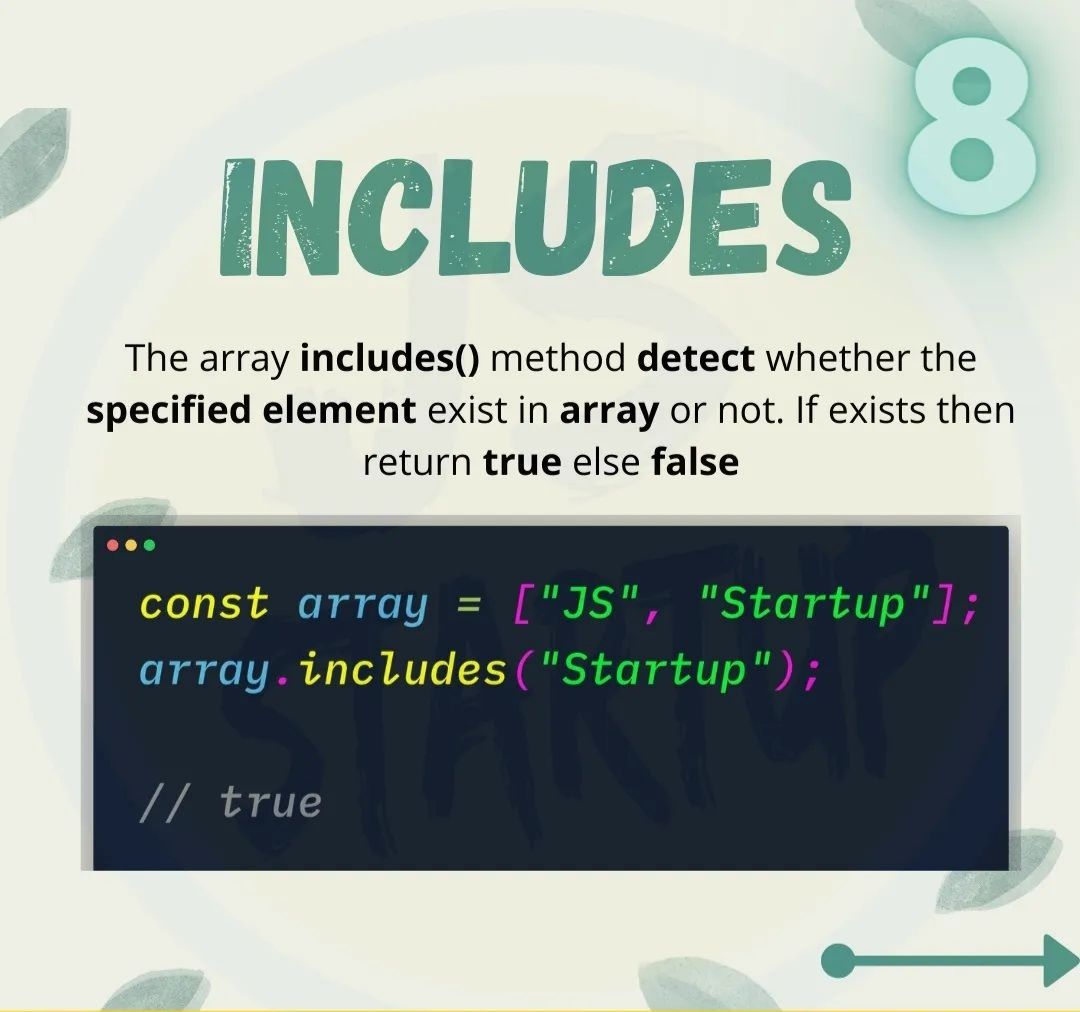 8
INCLUDES
The array includes() method detect whether the
specified element exist in array or not. If exists then
return true else false
const array = ["JS", "Startup"];
array.includes("Startup");
// true
JS
STARTUP